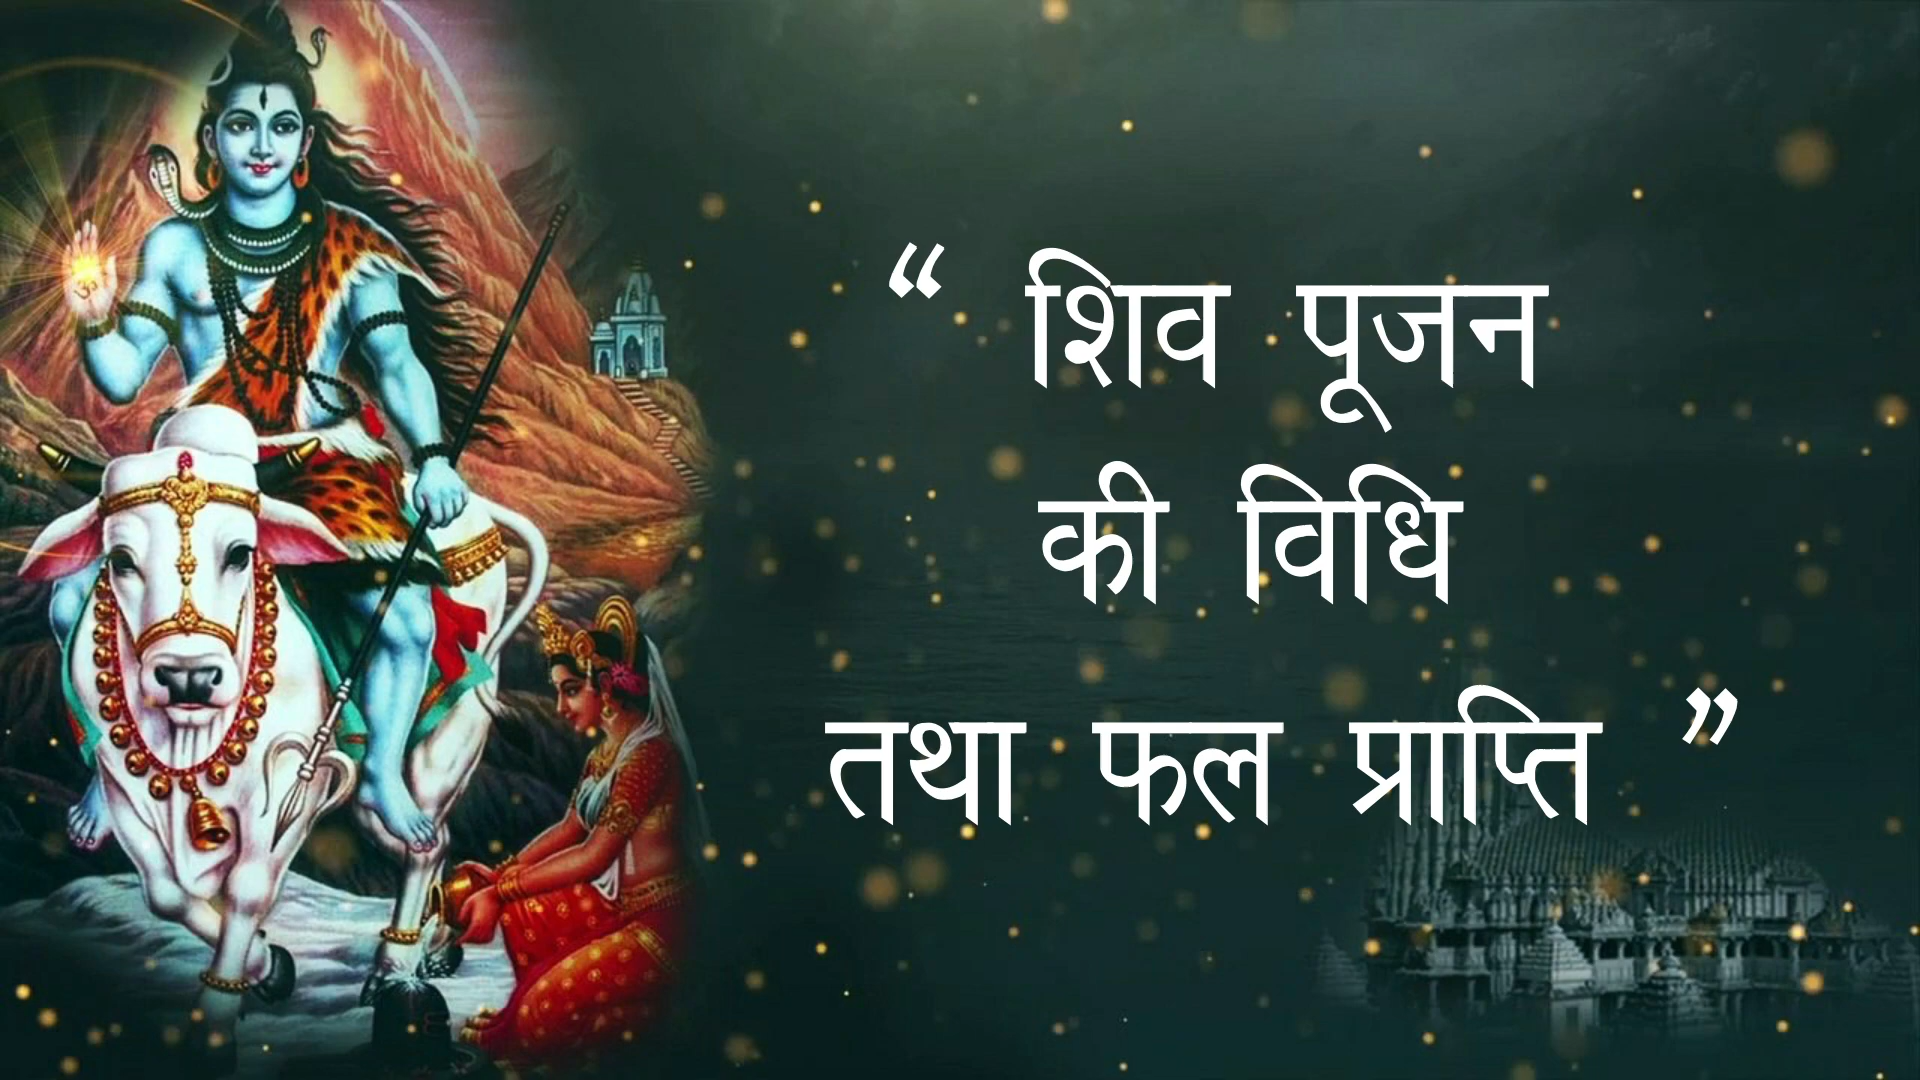 “ शिव पूजन
की विधि
तथा फल प्राप्ति ”